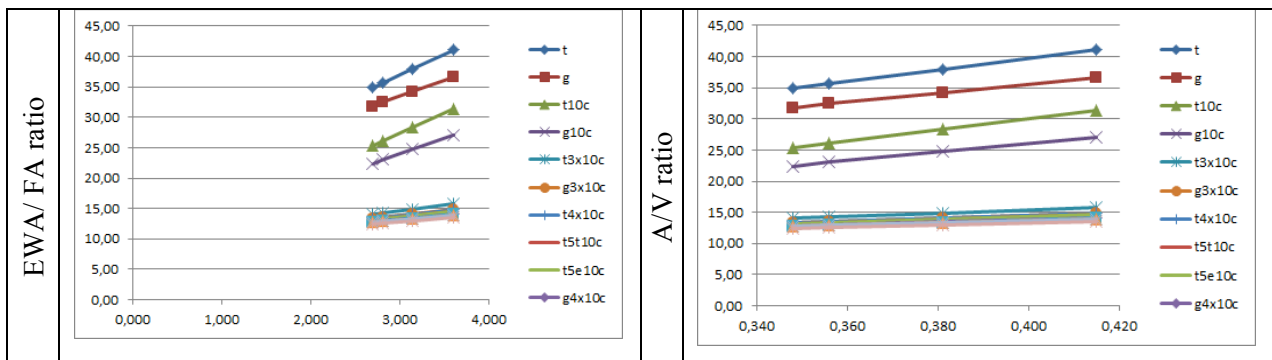 EWA/ FA ratio
45,00
40,00
35,00
30,00
25,00
20,00
15,00
10,00
5,00
0,00
0,000 1,000 2,000 3,000 4,000
t
g
t10c
g10c
t3x10c
g3x10c
t4x10c
t5t10c
t5e10c
g4x10c
A/V ratio
45,00
40,00
35,00
30,00
25,00
20,00
15,00
10,00
5,00
0,00
0,340 0,360 0,380 0,400 0,420
t
g
t10c
g10c
t3x10c
g3x10c
t4x10c
t5t10c
t5e10c
g4x10c